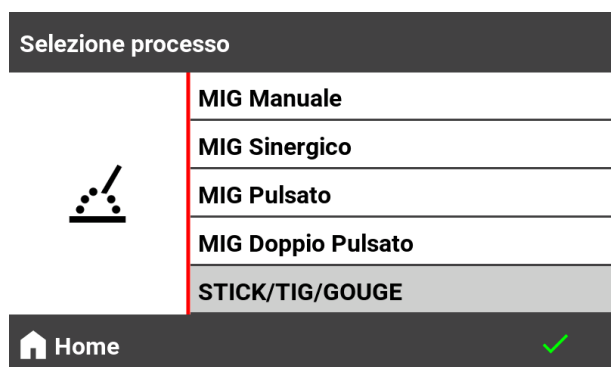 Selezione processo
MIG Manuale
MIG Sinergico
MIG Pulsato
MIG Doppio Pulsato
STICK/TIG/GOUGE
Home